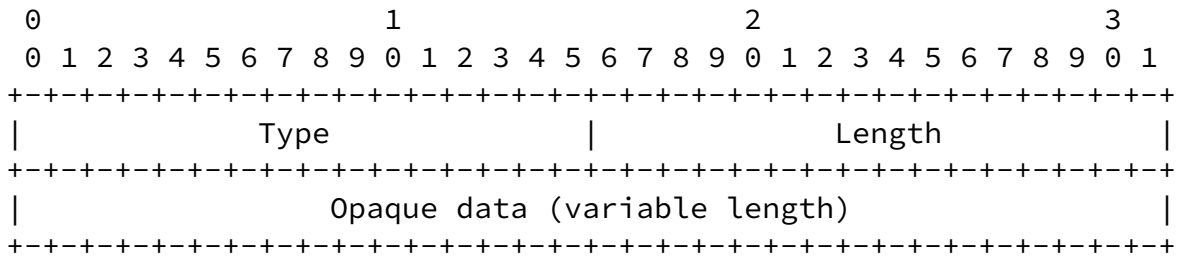 0                   1                   2                   3
 0 1 2 3 4 5 6 7 8 9 0 1 2 3 4 5 6 7 8 9 0 1 2 3 4 5 6 7 8 9 0 1
+-+-+-+-+-+-+-+-+-+-+-+-+-+-+-+-+-+-+-+-+-+-+-+-+-+-+-+-+-+-+-+-+
|             Type              |             Length            |
+-+-+-+-+-+-+-+-+-+-+-+-+-+-+-+-+-+-+-+-+-+-+-+-+-+-+-+-+-+-+-+-+
|                 Opaque data (variable length)                 |
+-+-+-+-+-+-+-+-+-+-+-+-+-+-+-+-+-+-+-+-+-+-+-+-+-+-+-+-+-+-+-+-+